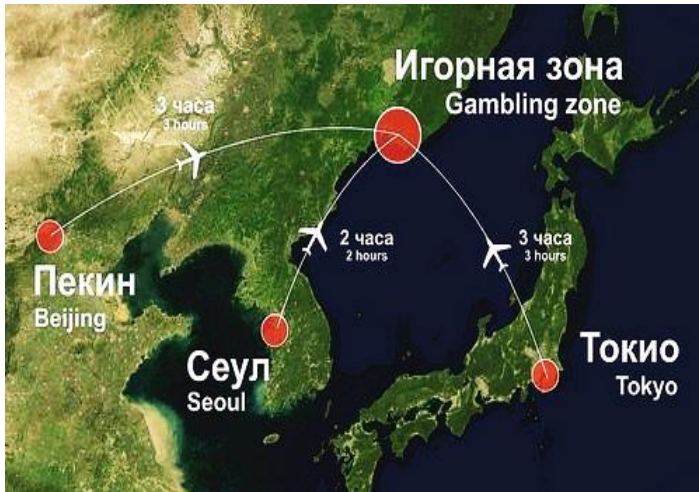 Игорная зона
Gambling zone
3 часа
3 hours
2 часа
2 hours
3 часа
3 hours
Пекин
Beijing
Сеул
Seoul
Токио
Tokyo